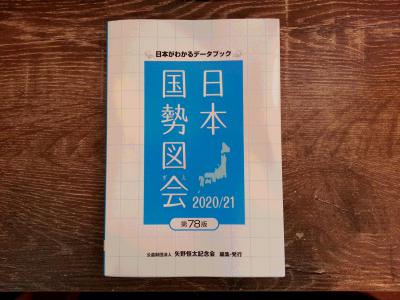 日本がわかるデータブック
日本
国勢図会
ずえ
2020/21
第78版
公益財団法人 矢野恒太記念会 編集・発行